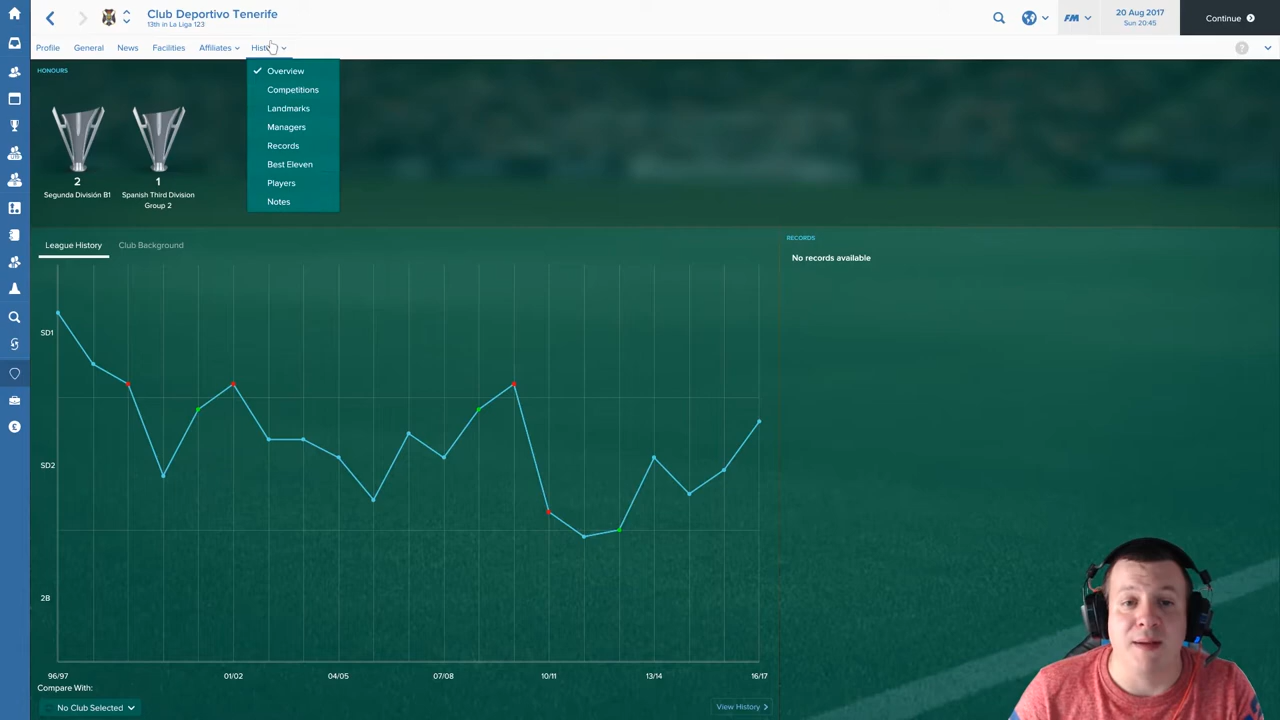 Club Deportivo Tenerife
13th in La Liga 123
FM
20 Aug 2017
Sun 20:45
Continue
Profile
General
News
Facilities
Affiliates
Histo
HONOURS
Overview
Competitions
Landmarks
Managers
Records
Best Eleven
Players
Notes
2
Segunda División B1
1
Spanish Third Division
Group 2
League History
Club Background
RECORDS
No records available
SD1
SD2
2B
96/97
01/02
04/05
07/08
10/11
13/14
16/17
Compare With:
No Club Selected
View History